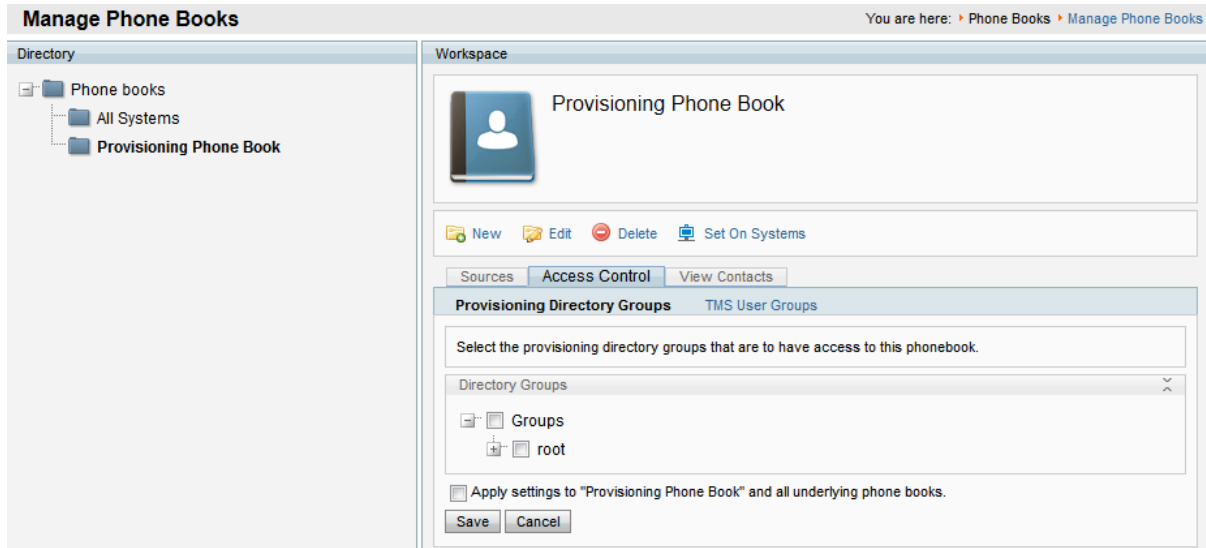 Manage Phone Books
You are here: Phone Books Manage Phone Books
Directory
Phone books
All Systems
Provisioning Phone Book
Workspace
Provisioning Phone Book
New Edit Delete Set On Systems
Sources Access Control View Contacts
Provisioning Directory Groups TMS User Groups
Select the provisioning directory groups that are to have access to this phonebook.
Directory Groups
Groups
root
Apply settings to "Provisioning Phone Book" and all underlying phone books.
Save Cancel